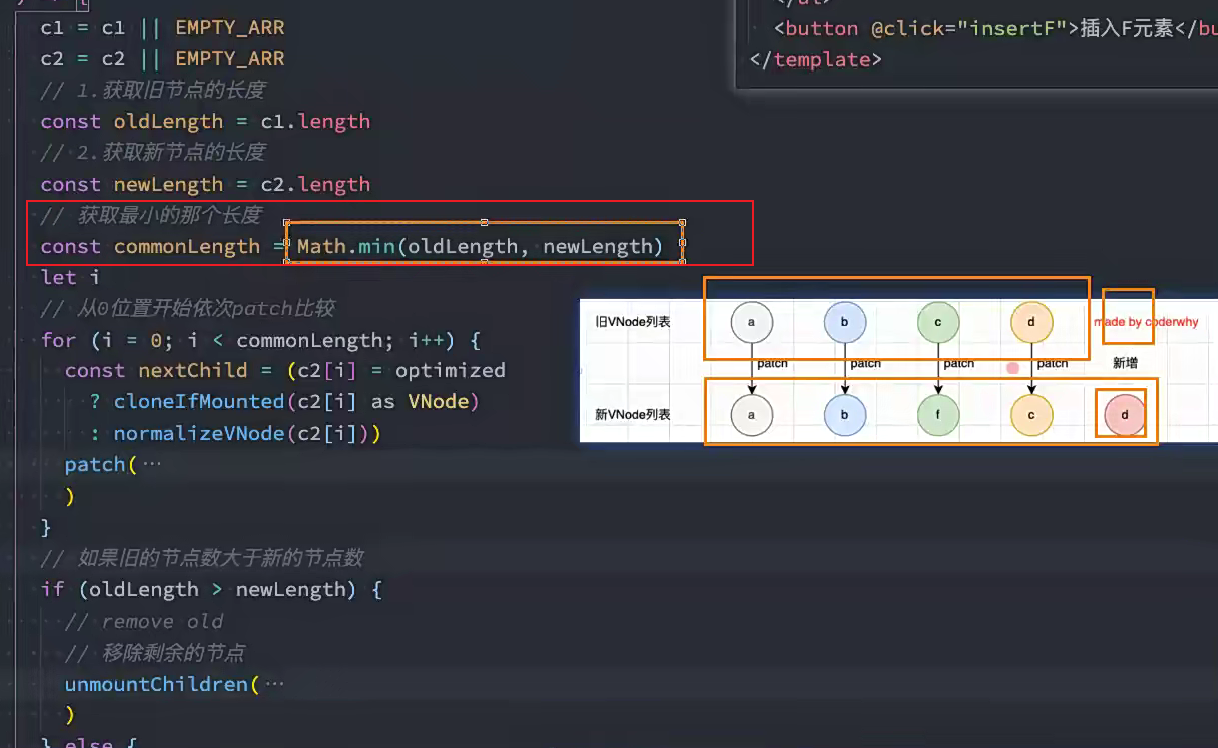 c1 = c1 || EMPTY_ARR
c2 = c2 || EMPTY_ARR
// 1.获取旧节点的长度
const oldLength = c1.length
// 2.获取新节点的长度
const newLength = c2.length
// 获取最小的那个长度
const commonLength = Math.min(oldLength, newLength)
let i
// 从0位置开始依次patch比较
for (i = 0; i < commonLength; i++) {
const nextChild = (c2[i] = optimized
? cloneIfMounted(c2[i] as VNode)
: normalizeVNode(c2[i]))
patch(…
)
}
// 如果旧的节点数大于新的节点数
if (oldLength > newLength) {
// remove old
// 移除剩余的节点
unmountChildren(…
)
} else {
</ul>
<button @click="insertF">插入F元素</bu
</template>
旧VNode列表 a b c d made by coderwhy
patch patch patch patch 新增
新VNode列表 a b f c d